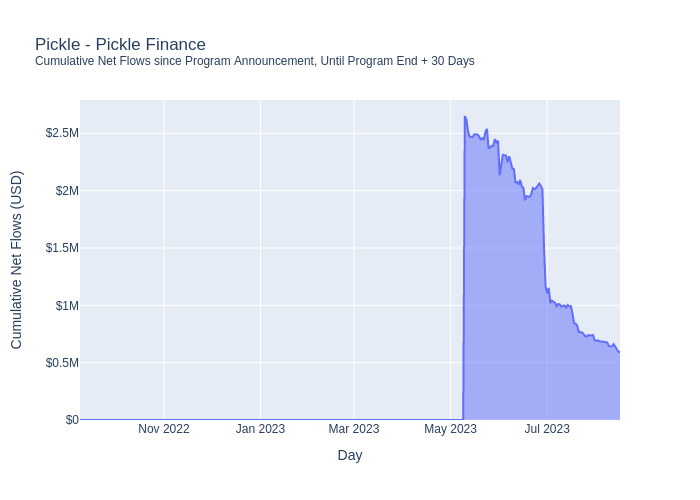 Pickle - Pickle Finance
Cumulative Net Flows since Program Announcement, Until Program End + 30 Days
Cumulative Net Flows (USD)
$2.5M
$2M
$1.5M
$1M
$0.5M
$0
Nov 2022 Jan 2023 Mar 2023 May 2023 Jul 2023
Day